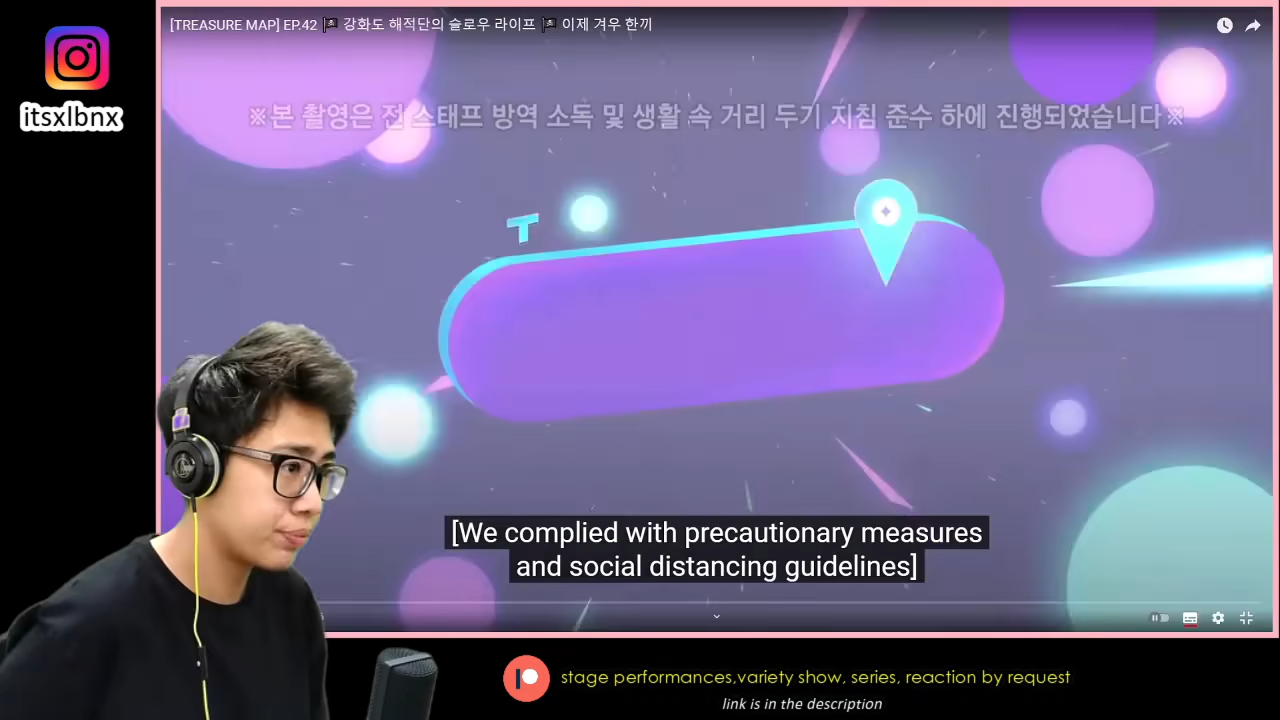 [TREASURE MAP] EP.42 🏴‍☠️ 강화도 해적단의 슬로우 라이프 🏴‍☠️ 이제 겨우 한끼
itsxlbnx
※본 촬영은 전 스태프 방역 소독 및 생활 속 거리 두기 지침 준수 하에 진행되었습니다※
T
[We complied with precautionary measures
and social distancing guidelines]
stage performances,variety show, series, reaction by request
link is in the description